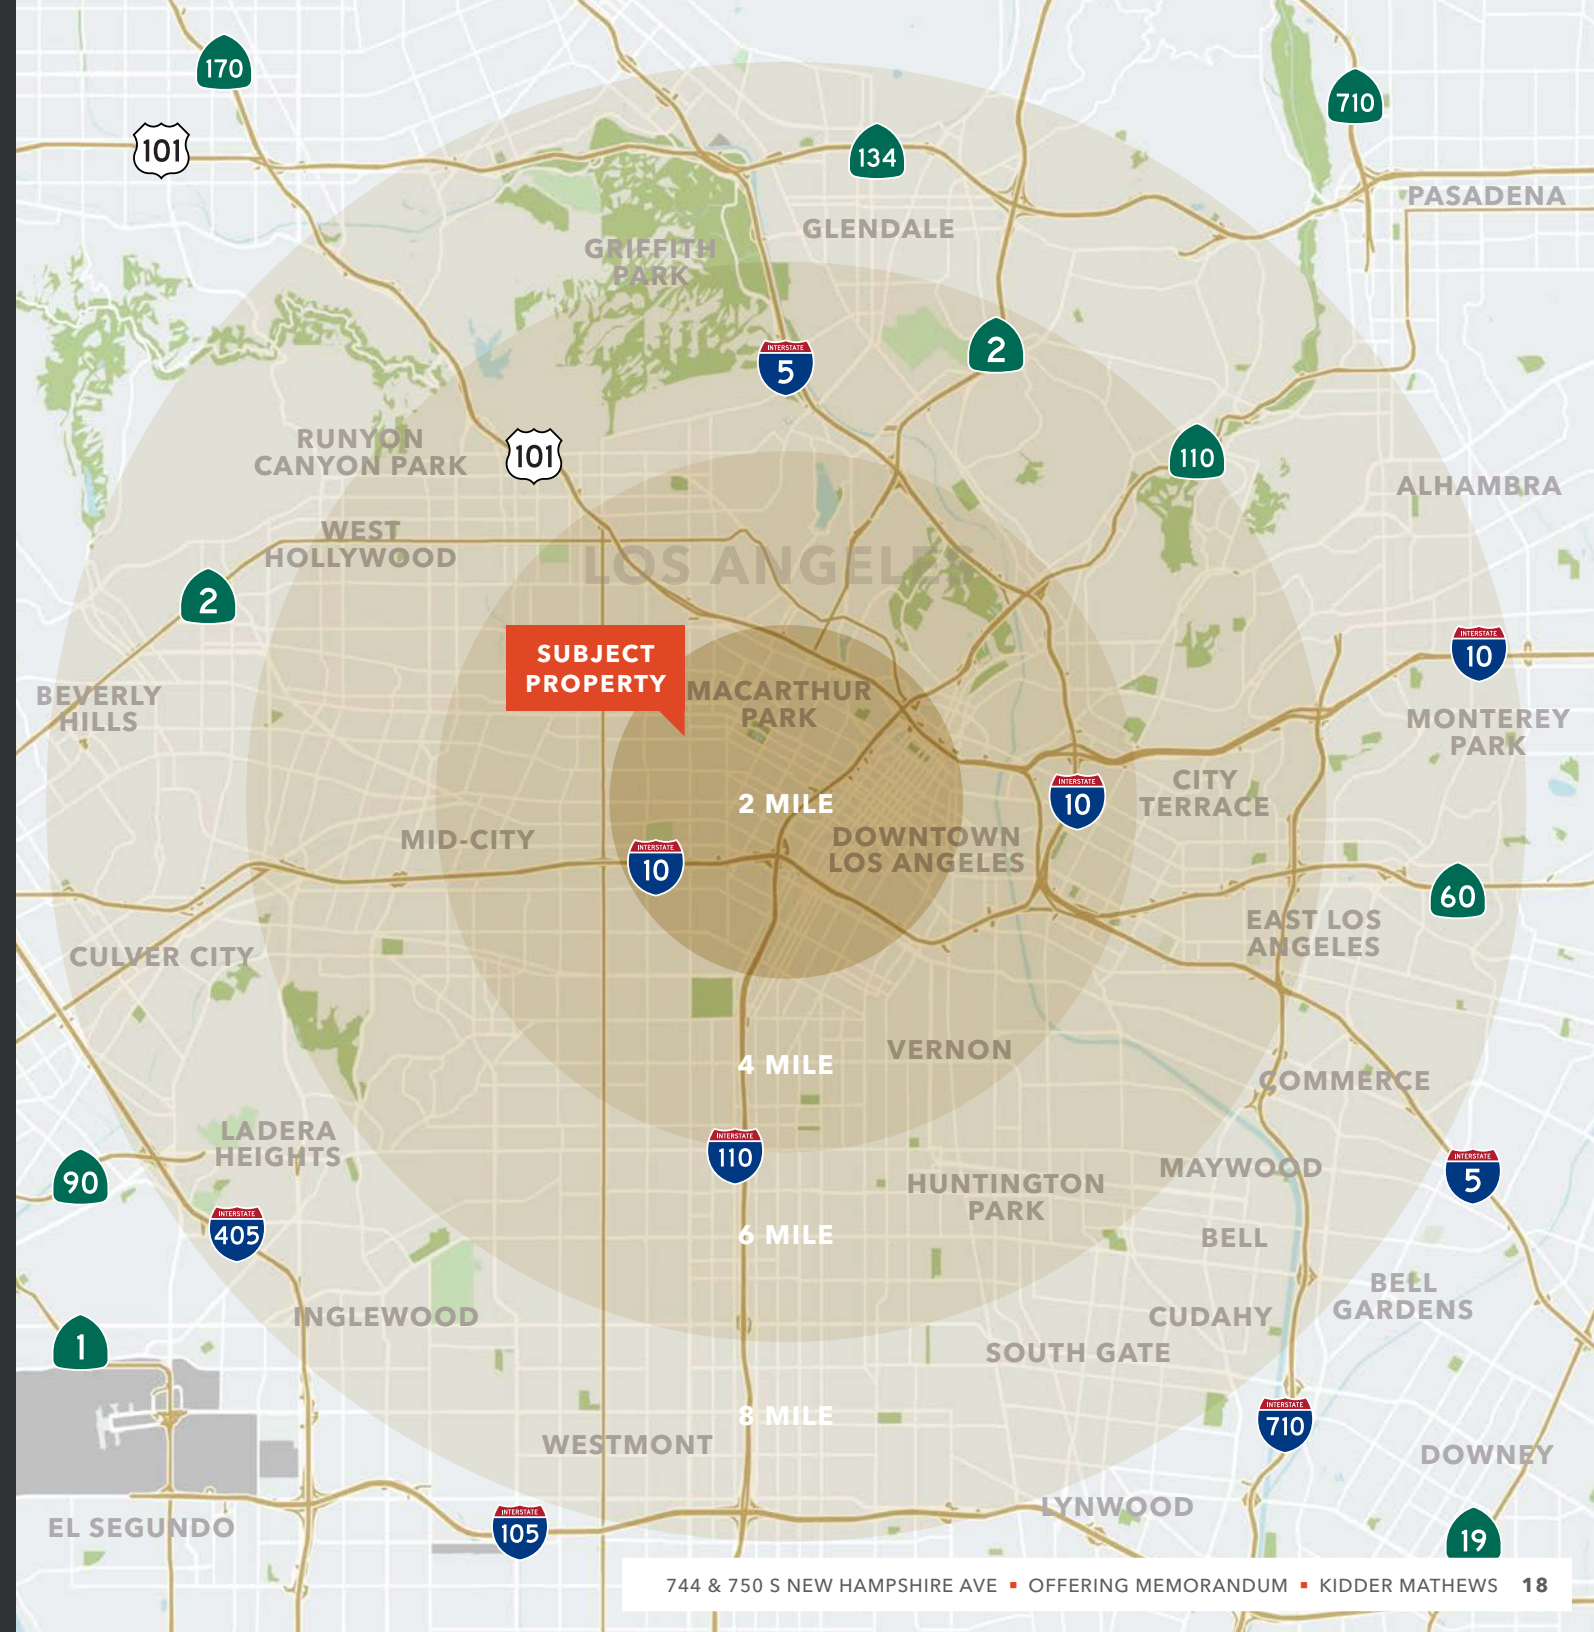 170
710
101
134
PASADENA
GLENDALE
GRIFFITH
PARK
INTERSTATE
5
2
RUNYON
CANYON PARK
101
110
ALHAMBRA
WEST
HOLLYWOOD
LOS ANGELES
2
SUBJECT
PROPERTY
INTERSTATE
10
BEVERLY
HILLS
MACARTHUR
PARK
MONTEREY
PARK
CITY
TERRACE
INTERSTATE
10
2 MILE
MID-CITY
DOWNTOWN
LOS ANGELES
INTERSTATE
10
60
EAST LOS
ANGELES
CULVER CITY
VERNON
4 MILE
COMMERCE
LADERA
HEIGHTS
INTERSTATE
110
MAYWOOD
INTERSTATE
5
90
HUNTINGTON
PARK
INTERSTATE
405
6 MILE
BELL
BELL
GARDENS
INGLEWOOD
CUDAHY
1
SOUTH GATE
8 MILE
INTERSTATE
710
WESTMONT
DOWNEY
LYNWOOD
EL SEGUNDO
INTERSTATE
105
19
744 & 750 S NEW HAMPSHIRE AVE ▪ OFFERING MEMORANDUM ▪ KIDDER MATHEWS 18